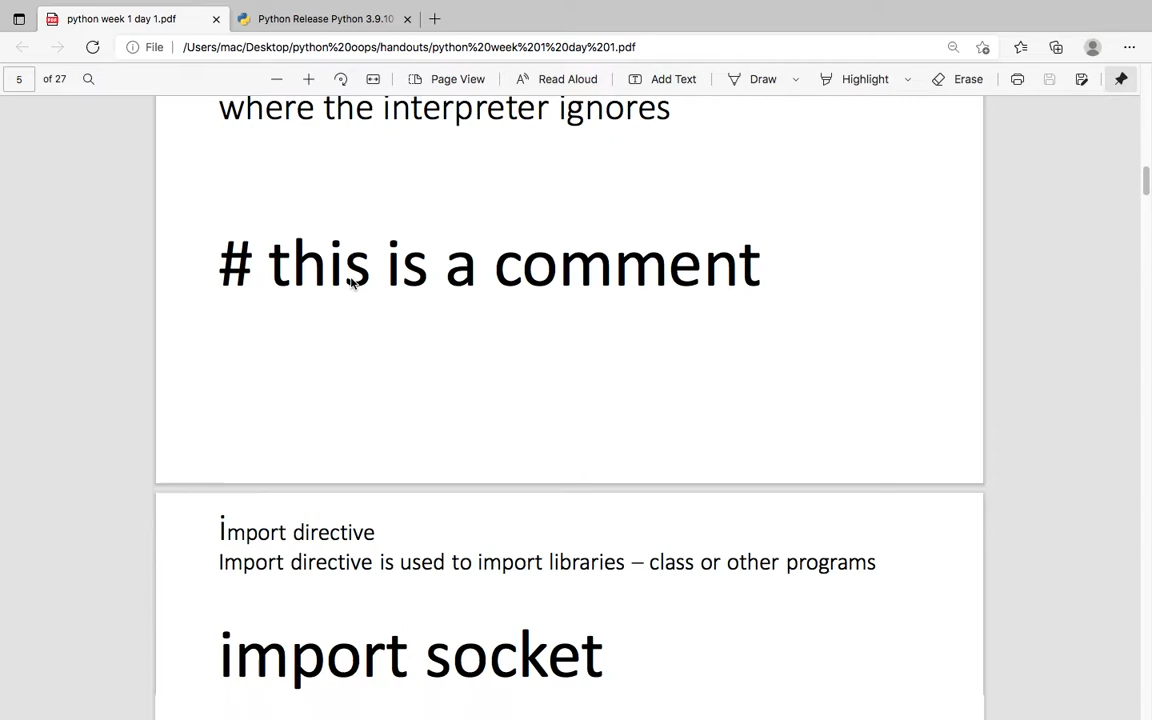 python week 1 day 1.pdf
Python Release Python 3.9.10
File
/Users/mac/Desktop/python%20oops/handouts/python%20week%201%20day%201.pdf
5 of 27
Page View
Read Aloud
Add Text
Draw
Highlight
Erase
where the interpreter ignores
# this is a comment
import directive
Import directive is used to import libraries – class or other programs
import socket